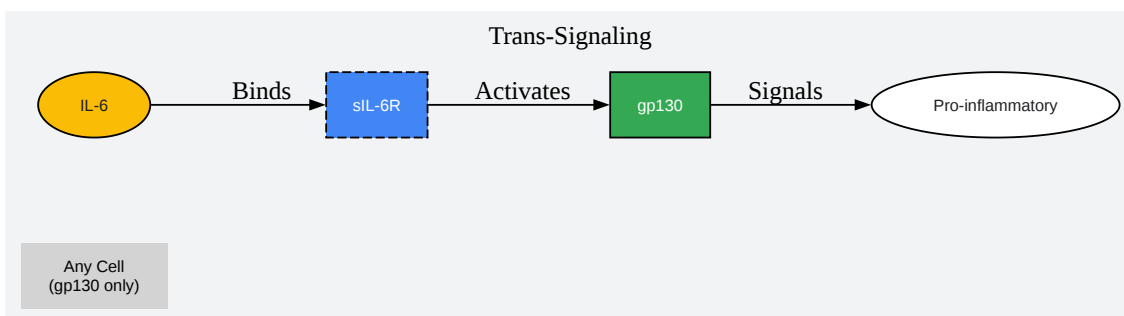 Trans-Signaling
IL-6
Binds
sIL-6R
Activates
gp130
Signals
Pro-inflammatory
Any Cell
(gp130 only)